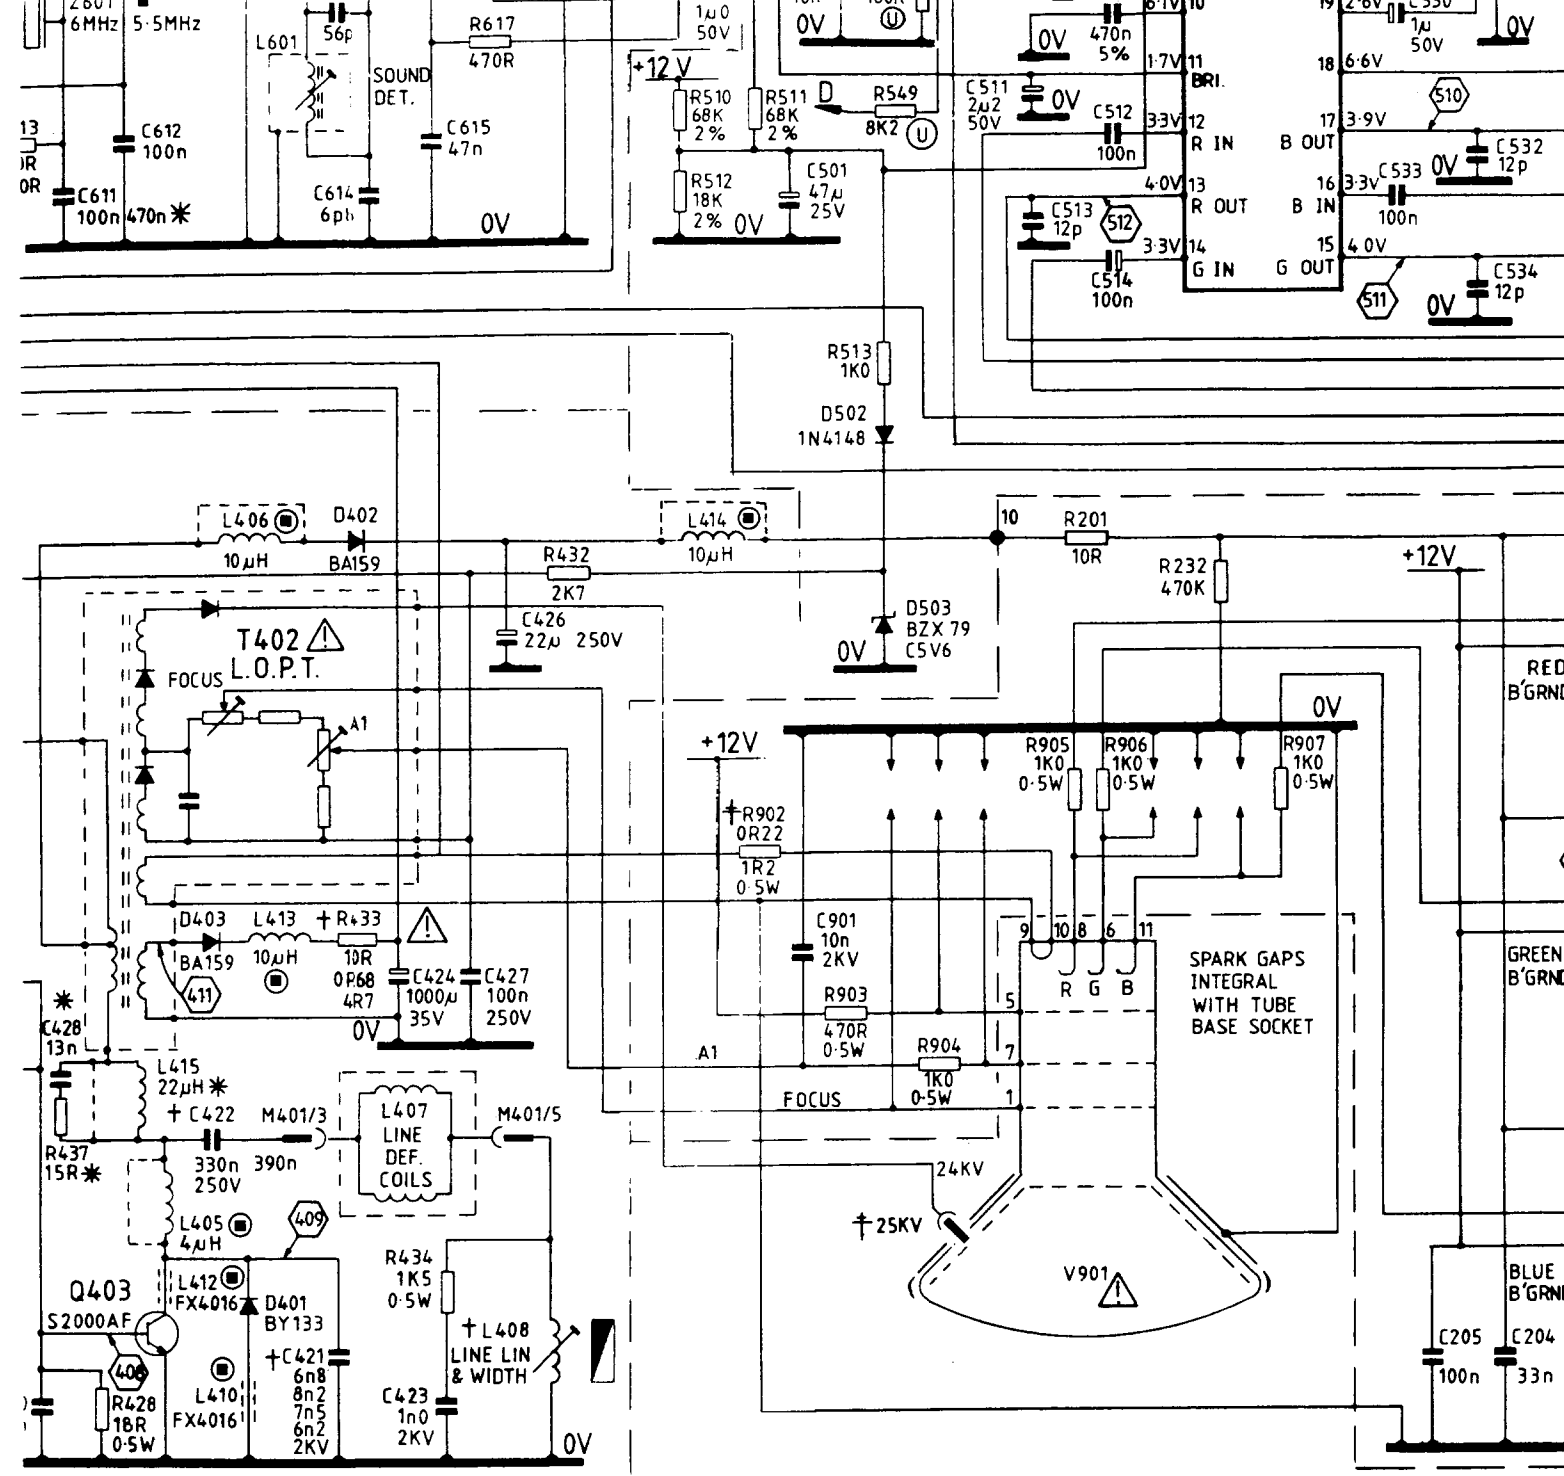 6MHz
5·5MHz
L601
56p
SOUND
DET.
R617
470R
C612
100n
C611
100n
470n
C614
C615
47n
0V
1µ0
50V
+12V
R510
68K
2%
R511
68K
2%
R512
18K
2%
0V
C501
47µ
25V
0V
U
D
R549
8K2
U
0V
470n
5%
C511
2µ2
50V
0V
C512
100n
C513
12p
512
C514
100n
10
1.7V
11
BRI.
3.3V
12
R IN
4.0V
13
R OUT
3.3V
14
G IN
19
2.6V
1µ
50V
0V
18
6.6V
510
17
3.9V
B OUT
C532
12p
0V
16
3.3V
B IN
C533
100n
15
4.0V
G OUT
511
C534
12p
0V
R513
1K0
D502
1N4148
L406
10µH
D402
BA159
L414
10µH
R432
2K7
C426
22µ 250V
D503
BZX 79
C5V6
0V
10
R201
10R
R232
470K
+12V
T402
L.O.P.T.
FOCUS
A1
RED
B'GRND
0V
+12V
R905
1K0
0·5W
R906
1K0
0·5W
R907
1K0
0·5W
† R902
0R22
1R2
0·5W
C901
10n
2KV
R903
470R
0·5W
R904
1K0
0·5W
A1
FOCUS
9
10
8
6
11
R
G
B
5
7
1
SPARK GAPS
INTEGRAL
WITH TUBE
BASE SOCKET
GREEN
B'GRND
D403
BA159
L413
10µH
† R433
10R
0R68
4R7
411
C424
1000µ
35V
C427
100n
250V
0V
C428
13n
L415
22µH
R437
15R
† C422
330n
390n
250V
M401/3
L407
LINE
DEF.
COILS
M401/5
L405
4µH
409
24KV
† 25KV
V901
Q403
S2000AF
408
L412
FX4016
D401
BY133
L410
FX4016
R428
18R
0·5W
† C421
6n8
8n2
7n5
6n2
2KV
R434
1K5
0·5W
C423
1n0
2KV
† L408
LINE LIN
& WIDTH
0V
BLUE
B'GRND
C205
100n
C204
33n